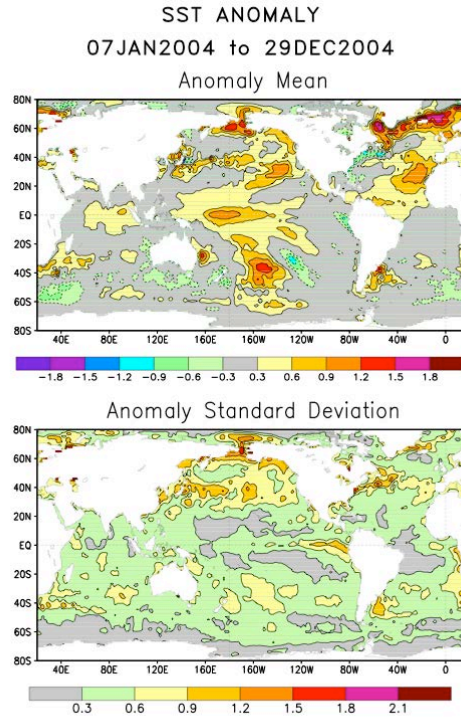 SST ANOMALY
07JAN2004 to 29DEC2004
Anomaly Mean
80N
60N
40N
20N
EQ
20S
40S
60S
80S
40E 80E 120E 160E 160W 120W 80W 40W 0
-1.8 -1.5 -1.2 -0.9 -0.6 -0.3 0.3 0.6 0.9 1.2 1.5 1.8
Anomaly Standard Deviation
80N
60N
40N
20N
EQ
20S
40S
60S
80S
40E 80E 120E 160E 160W 120W 80W 40W 0
0.3 0.6 0.9 1.2 1.5 1.8 2.1